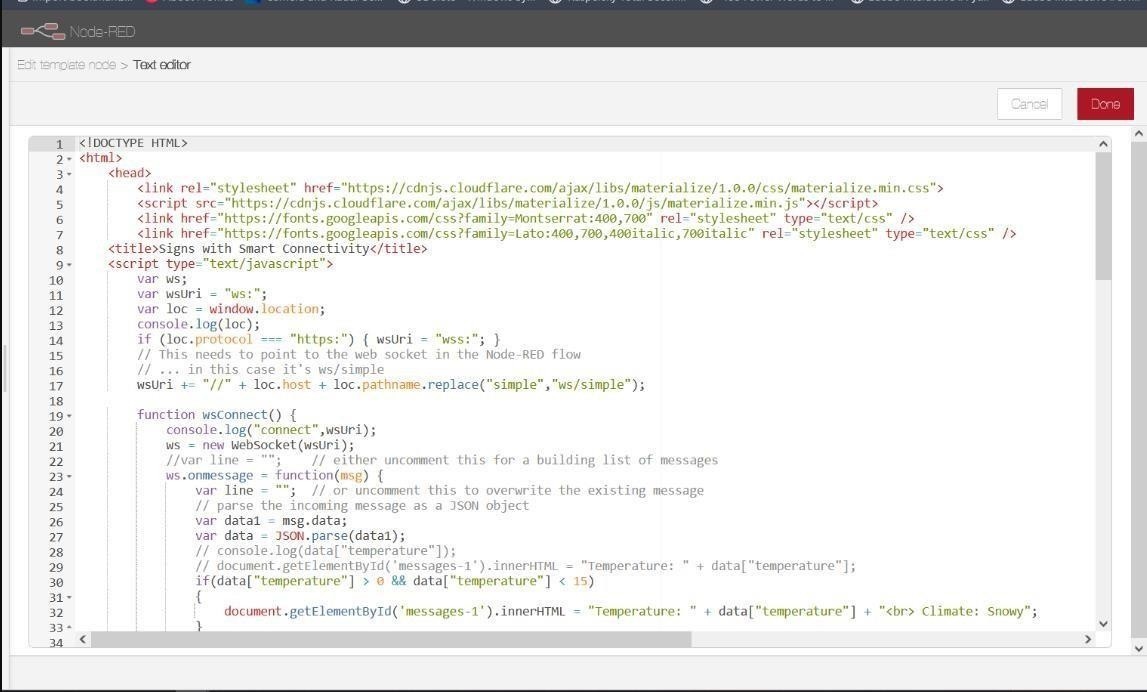 Node-RED
Edit template node > Text editor
Cancel
Done
1 <!DOCTYPE HTML>
2 <html>
3 <head>
4 <link rel="stylesheet" href="https://cdnjs.cloudflare.com/ajax/libs/materialize/1.0.0/css/materialize.min.css">
5 <script src="https://cdnjs.cloudflare.com/ajax/libs/materialize/1.0.0/js/materialize.min.js"></script>
6 <link href="https://fonts.googleapis.com/css?family=Montserrat:400,700" rel="stylesheet" type="text/css" />
7 <link href="https://fonts.googleapis.com/css?family=Lato:400,700,400italic,700italic" rel="stylesheet" type="text/css" />
8 <title>Signs with Smart Connectivity</title>
9 <script type="text/javascript">
10 var ws;
11 var wsUri = "ws:";
12 var loc = window.location;
13 console.log(loc);
14 if (loc.protocol === "https:") { wsUri = "wss:"; }
15 // This needs to point to the web socket in the Node-RED flow
16 // ... in this case it's ws/simple
17 wsUri += "//" + loc.host + loc.pathname.replace("simple","ws/simple");
18
19 function wsConnect() {
20 console.log("connect",wsUri);
21 ws = new WebSocket(wsUri);
22 //var line = ""; // either uncomment this for a building list of messages
23 ws.onmessage = function(msg) {
24 var line = ""; // or uncomment this to overwrite the existing message
25 // parse the incoming message as a JSON object
26 var data1 = msg.data;
27 var data = JSON.parse(data1);
28 // console.log(data["temperature"]);
29 // document.getElementById('messages-1').innerHTML = "Temperature: " + data["temperature"];
30 if(data["temperature"] > 0 && data["temperature"] < 15)
31 {
32 document.getElementById('messages-1').innerHTML = "Temperature: " + data["temperature"] + "<br> Climate: Snowy";
33 }
34